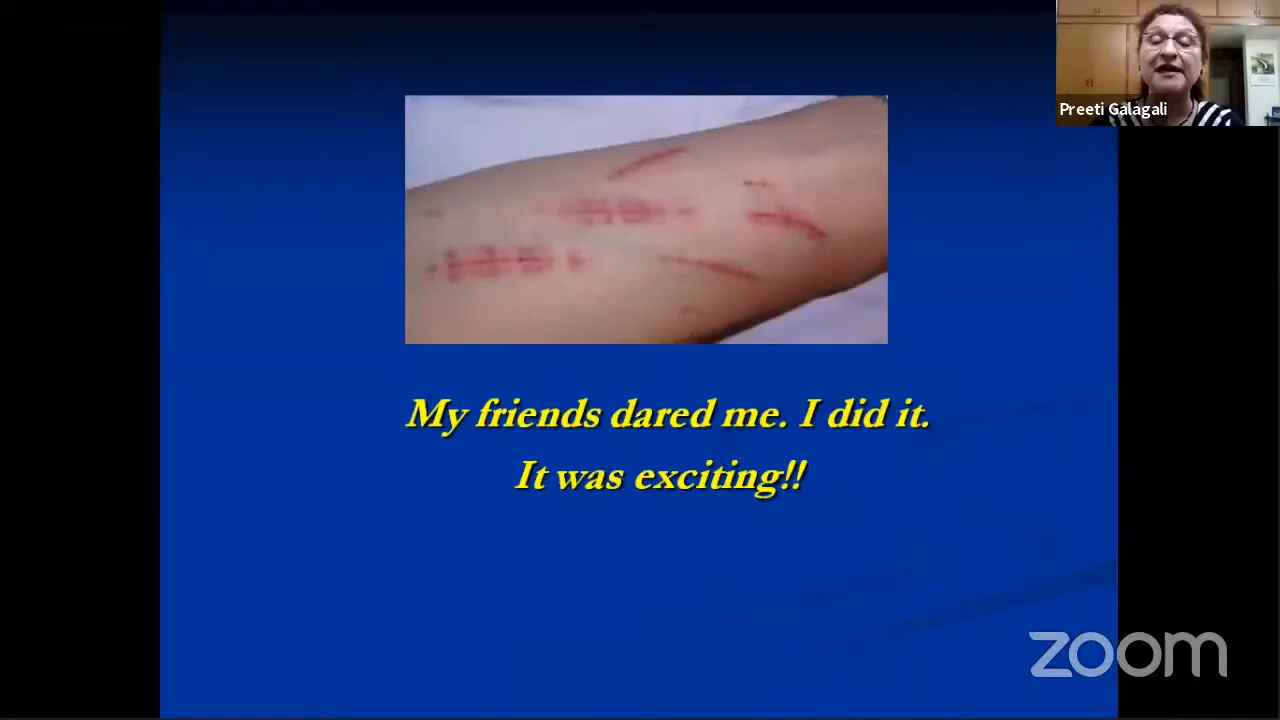 Preeti Galagali
My friends dared me. I did it.
It was exciting!!
zoom